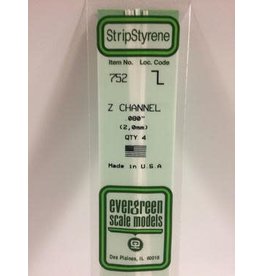 StripStyrene
Item No. Loc. Code
752
Z CHANNEL
.080"
(2,0mm)
QTY 4
Made in U.S.A
evergreen
scale models
Des Plaines, IL 60018